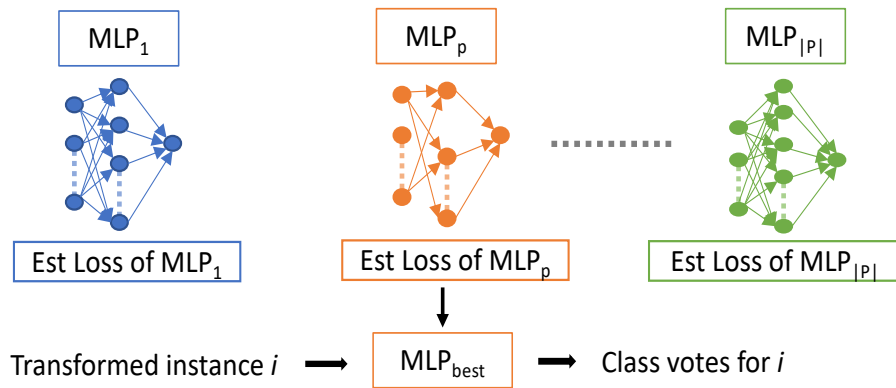 MLP₁
MLPₚ
MLP|P|
Est Loss of MLP₁
Est Loss of MLPₚ
Est Loss of MLP|P|
Transformed instance i
MLP_best
Class votes for i